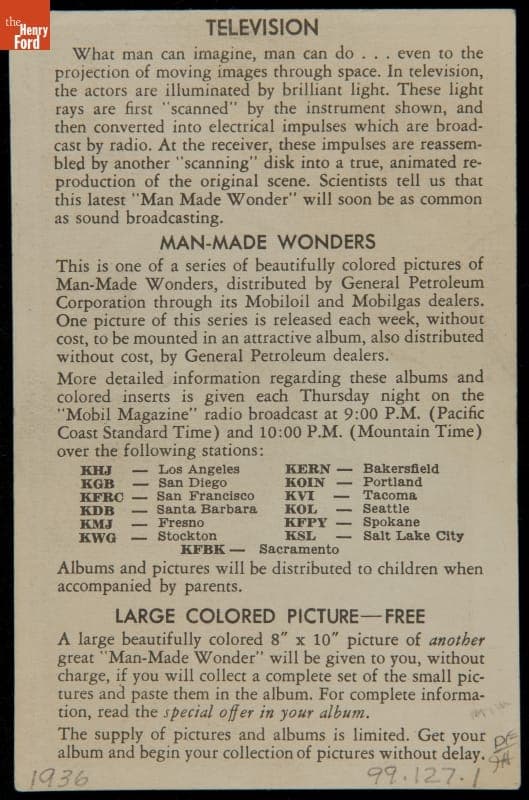 the
Henry
Ford
TELEVISION
What man can imagine, man can do . . . even to the
projection of moving images through space. In television,
the actors are illuminated by brilliant light. These light
rays are first "scanned" by the instrument shown, and
then converted into electrical impulses which are broad-
cast by radio. At the receiver, these impulses are reassem-
bled by another "scanning" disk into a true, animated re-
production of the original scene. Scientists tell us that
this latest "Man Made Wonder" will soon be as common
as sound broadcasting.
MAN-MADE WONDERS
This is one of a series of beautifully colored pictures of
Man-Made Wonders, distributed by General Petroleum
Corporation through its Mobiloil and Mobilgas dealers.
One picture of this series is released each week, without
cost, to be mounted in an attractive album, also distributed
without cost, by General Petroleum dealers.
More detailed information regarding these albums and
colored inserts is given each Thursday night on the
"Mobil Magazine" radio broadcast at 9:00 P.M. (Pacific
Coast Standard Time) and 10:00 P.M. (Mountain Time)
over the following stations:
KHJ — Los Angeles KERN — Bakersfield
KGB — San Diego KOIN — Portland
KFRC — San Francisco KVI — Tacoma
KDB — Santa Barbara KOL — Seattle
KMJ — Fresno KFPY — Spokane
KWG — Stockton KSL — Salt Lake City
KFBK — Sacramento
Albums and pictures will be distributed to children when
accompanied by parents.
LARGE COLORED PICTURE—FREE
A large beautifully colored 8" x 10" picture of another
great "Man-Made Wonder" will be given to you, without
charge, if you will collect a complete set of the small pic-
tures and paste them in the album. For complete informa-
tion, read the special offer in your album.
The supply of pictures and albums is limited. Get your
album and begin your collection of pictures without delay.
1936 99.127.1